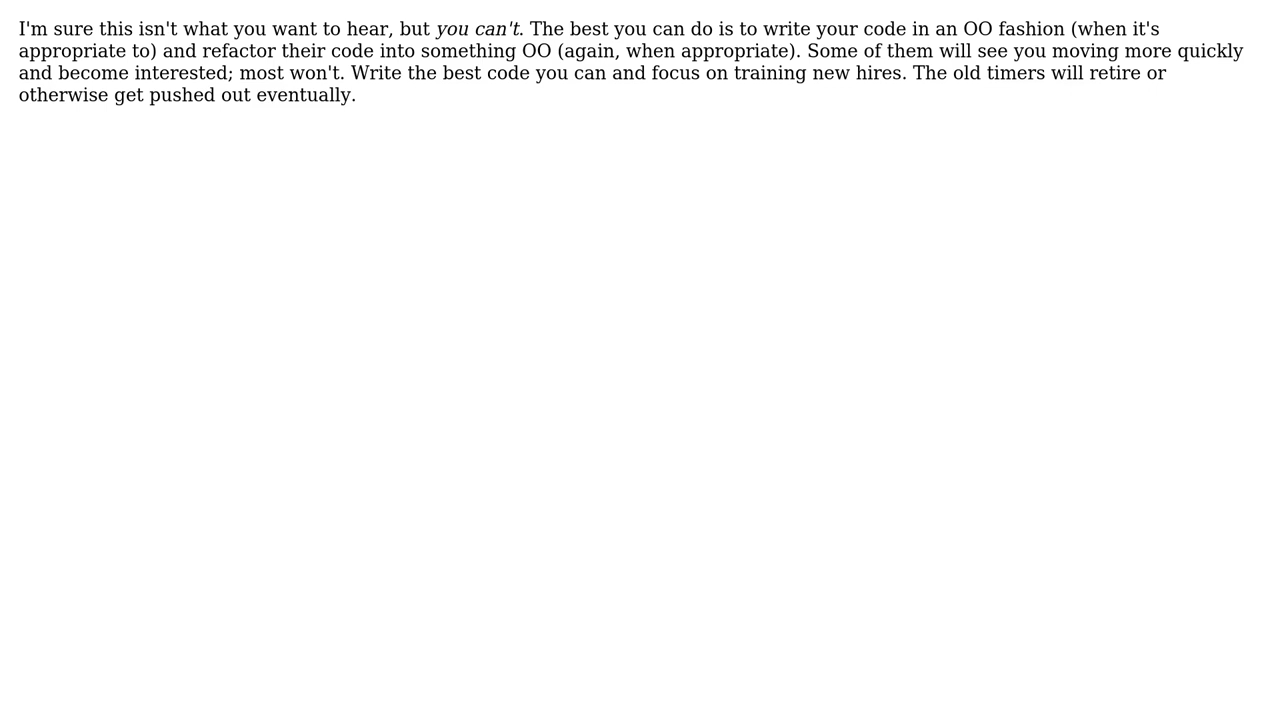 I'm sure this isn't what you want to hear, but you can't. The best you can do is to write your code in an OO fashion (when it's
appropriate to) and refactor their code into something OO (again, when appropriate). Some of them will see you moving more quickly
and become interested; most won't. Write the best code you can and focus on training new hires. The old timers will retire or
otherwise get pushed out eventually.